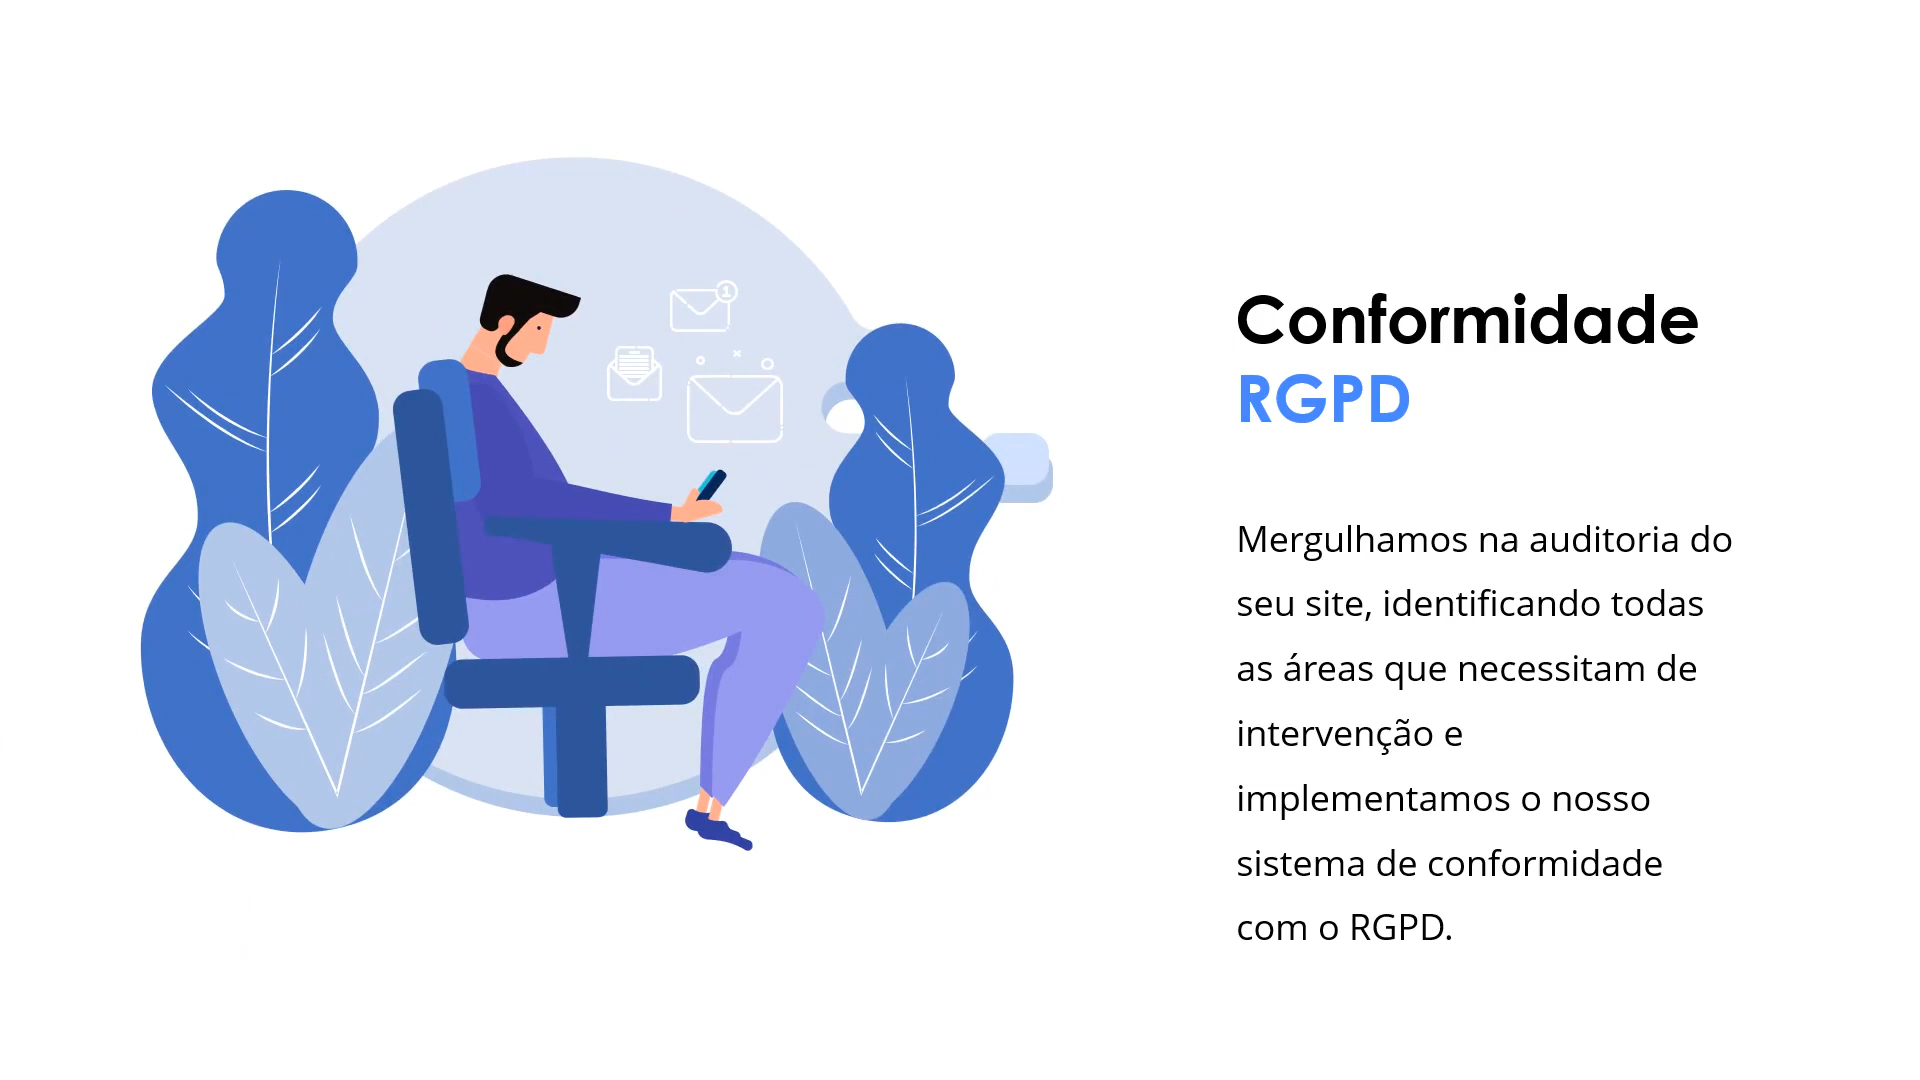 1
Conformidade
RGPD
Mergulhamos na auditoria do
seu site, identificando todas
as áreas que necessitam de
intervenção e
implementamos o nosso
sistema de conformidade
com o RGPD.